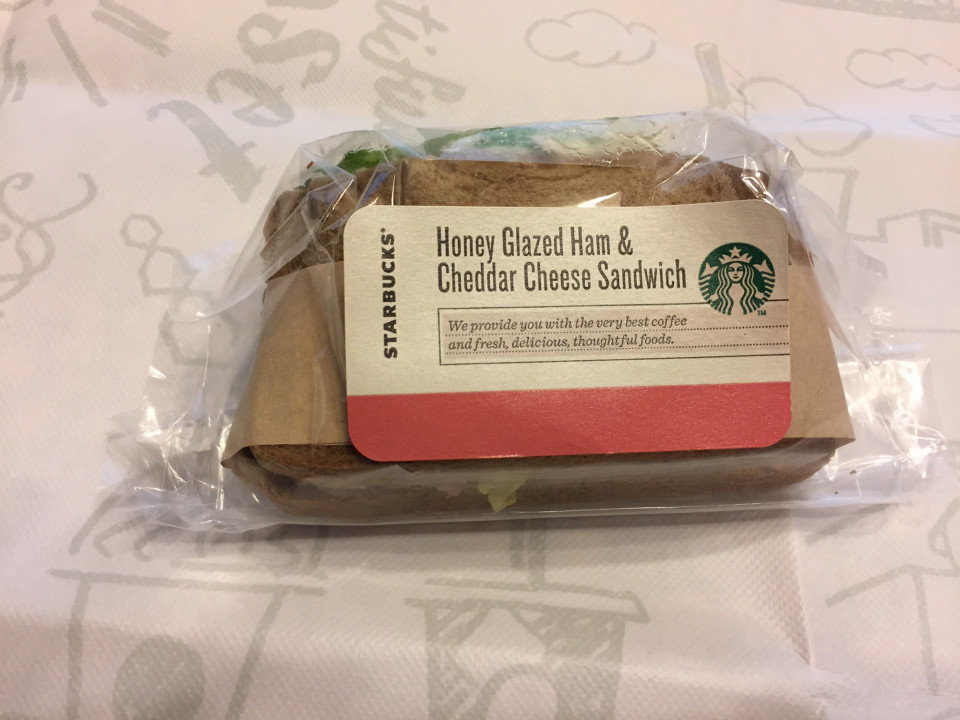 STARBUCKS®
Honey Glazed Ham &
Cheddar Cheese Sandwich
We provide you with the very best coffee
and fresh, delicious, thoughtful foods.
TM